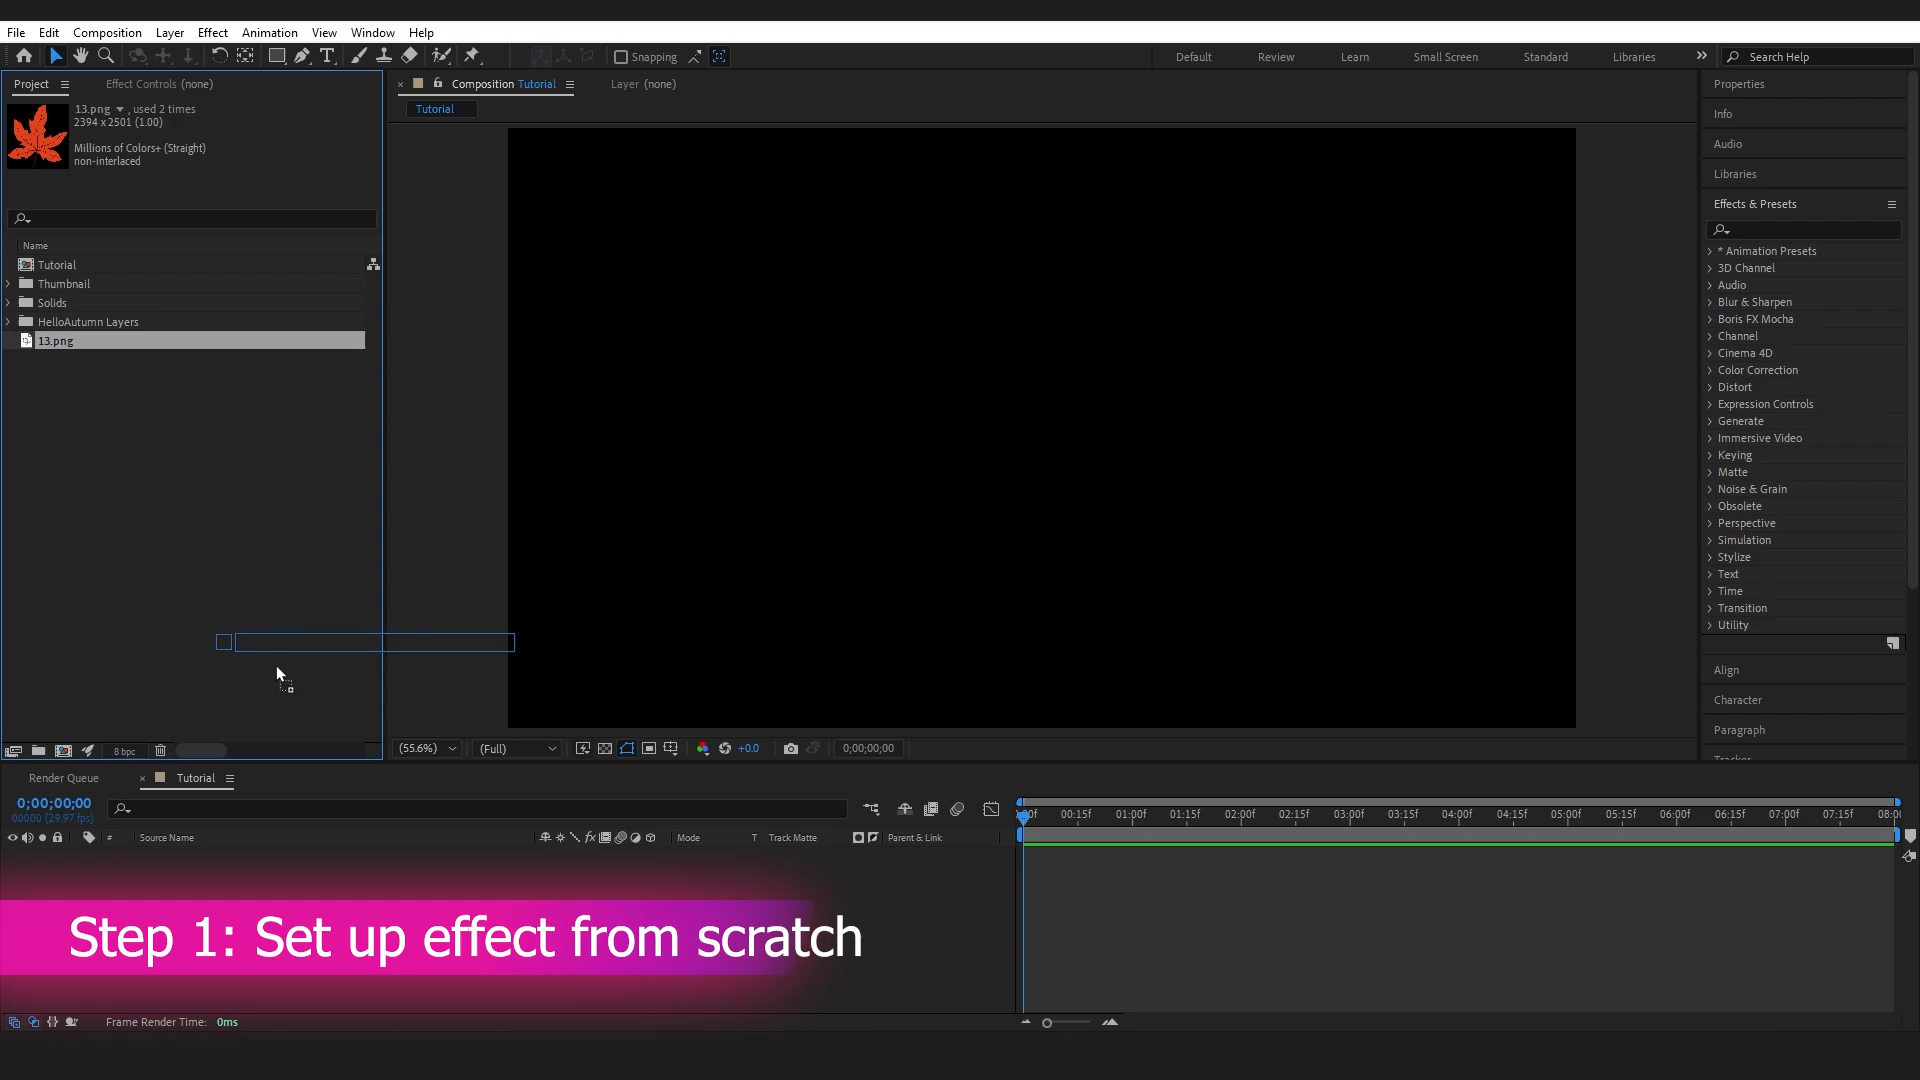 File Edit Composition Layer Effect Animation View Window Help
Snapping Default Review Learn Small Screen Standard Libraries Search Help
Project Effect Controls (none)
13.png , used 2 times
2394 x 2501 (1.00)
Millions of Colors+ (Straight)
non-interlaced
Name
Tutorial
Thumbnail
Solids
HelloAutumn Layers
13.png
8 bpc
Composition Tutorial Layer (none)
Tutorial
(55.6%) (Full) +0.0 0;00;00;00
Properties
Info
Audio
Libraries
Effects & Presets
* Animation Presets
3D Channel
Audio
Blur & Sharpen
Boris FX Mocha
Channel
Cinema 4D
Color Correction
Distort
Expression Controls
Generate
Immersive Video
Keying
Matte
Noise & Grain
Obsolete
Perspective
Simulation
Stylize
Text
Time
Transition
Utility
Align
Character
Paragraph
Tracker
Render Queue Tutorial
0;00;00;00
00000 (29.97 fps)
# Source Name fx Mode T Track Matte Parent & Link
00:15f 01:00f 01:15f 02:00f 02:15f 03:00f 03:15f 04:00f 04:15f 05:00f 05:15f 06:00f 06:15f 07:00f 07:15f
Step 1: Set up effect from scratch
Frame Render Time: 0ms